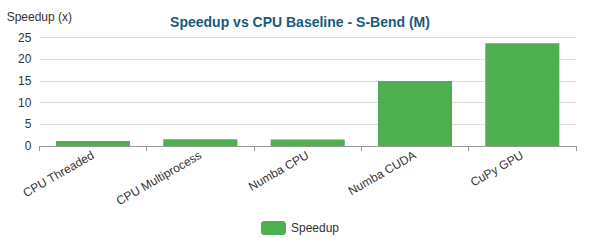 Speedup (x)
Speedup vs CPU Baseline - S-Bend (M)
25
20
15
10
5
0
CPU Threaded
CPU Multiprocess
Numba CPU
Numba CUDA
CuPy GPU
Speedup